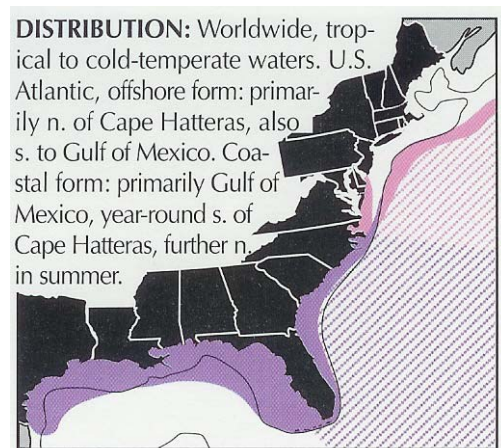 DISTRIBUTION: Worldwide, trop-
ical to cold-temperate waters. U.S.
Atlantic, offshore form: primar-
ily n. of Cape Hatteras, also
s. to Gulf of Mexico. Coa-
stal form: primarily Gulf of
Mexico, year-round s. of
Cape Hatteras, further n.
in summer.